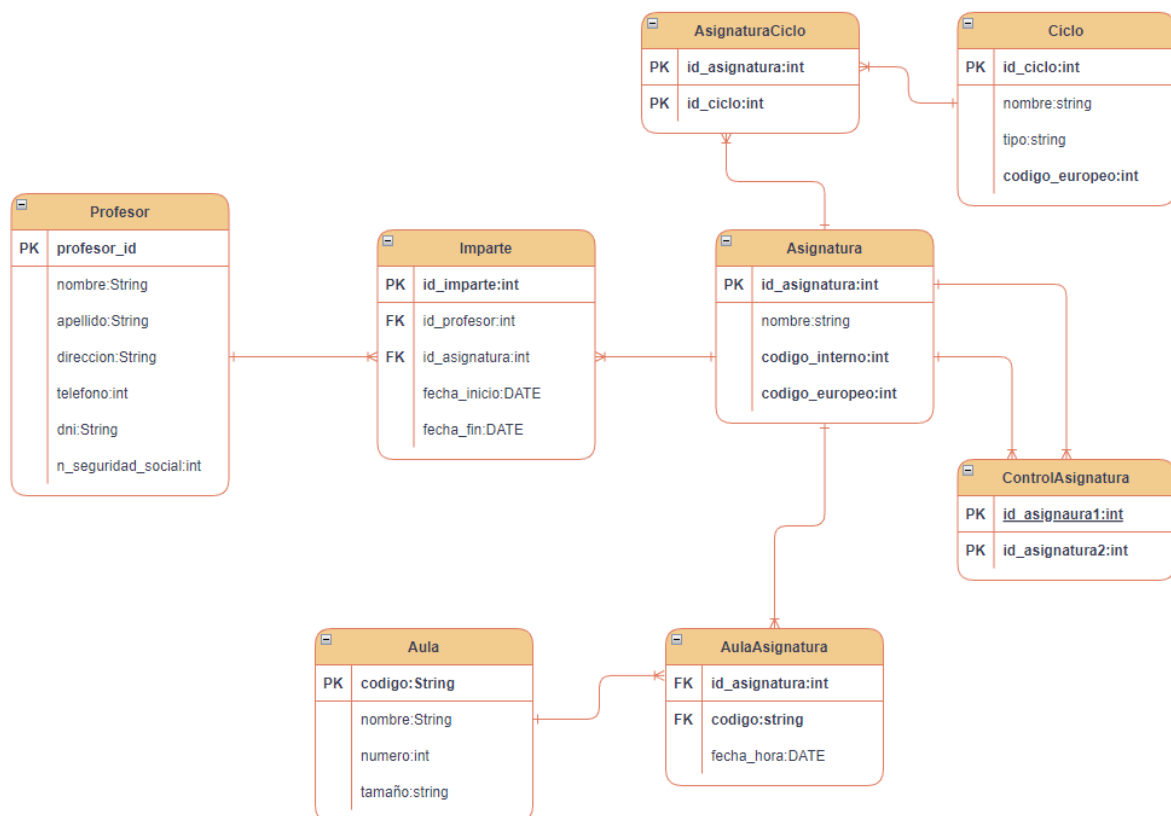 AsignaturaCiclo
PK id_asignatura:int
PK id_ciclo:int
Ciclo
PK id_ciclo:int
nombre:string
tipo:string
codigo_europeo:int
Profesor
PK profesor_id
nombre:String
apellido:String
direccion:String
telefono:int
dni:String
n_seguridad_social:int
Imparte
PK id_imparte:int
FK id_profesor:int
FK id_asignatura:int
fecha_inicio:DATE
fecha_fin:DATE
Asignatura
PK id_asignatura:int
nombre:string
codigo_interno:int
codigo_europeo:int
ControlAsignatura
PK id_asignaura1:int
PK id_asignatura2:int
Aula
PK codigo:String
nombre:String
numero:int
tamaño:string
AulaAsignatura
FK id_asignatura:int
FK codigo:string
fecha_hora:DATE